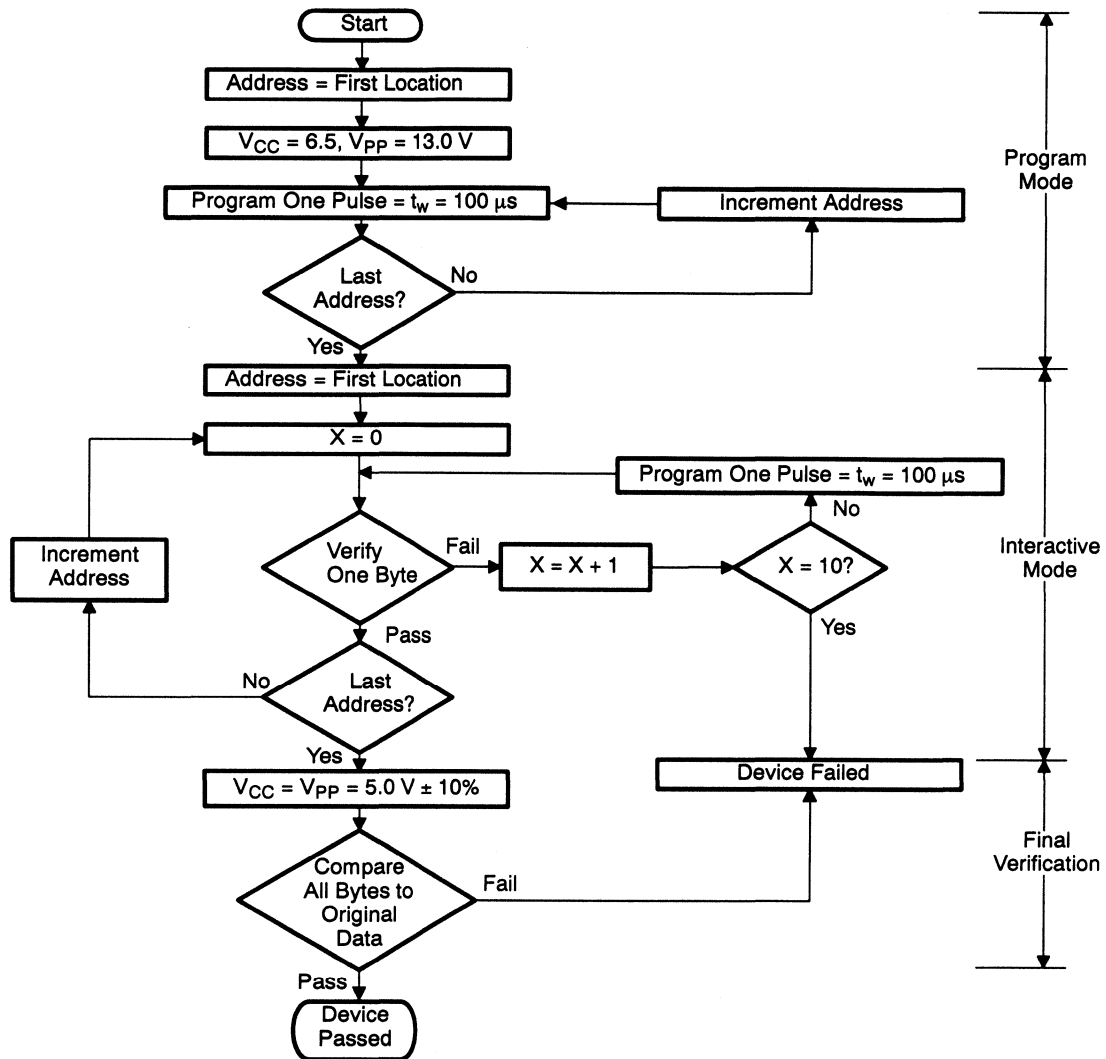 Start
Address = First Location
VCC = 6.5, VPP = 13.0 V
Program One Pulse = tw = 100 μs
Increment Address
Last
Address?
No
Yes
Program
Mode
Address = First Location
X = 0
Program One Pulse = tw = 100 μs
No
Increment
Address
Verify
One Byte
Fail
X = X + 1
X = 10?
Interactive
Mode
Pass
Yes
No
Last
Address?
Yes
VCC = VPP = 5.0 V ± 10%
Device Failed
Compare
All Bytes to
Original
Data
Fail
Final
Verification
Pass
Device
Passed